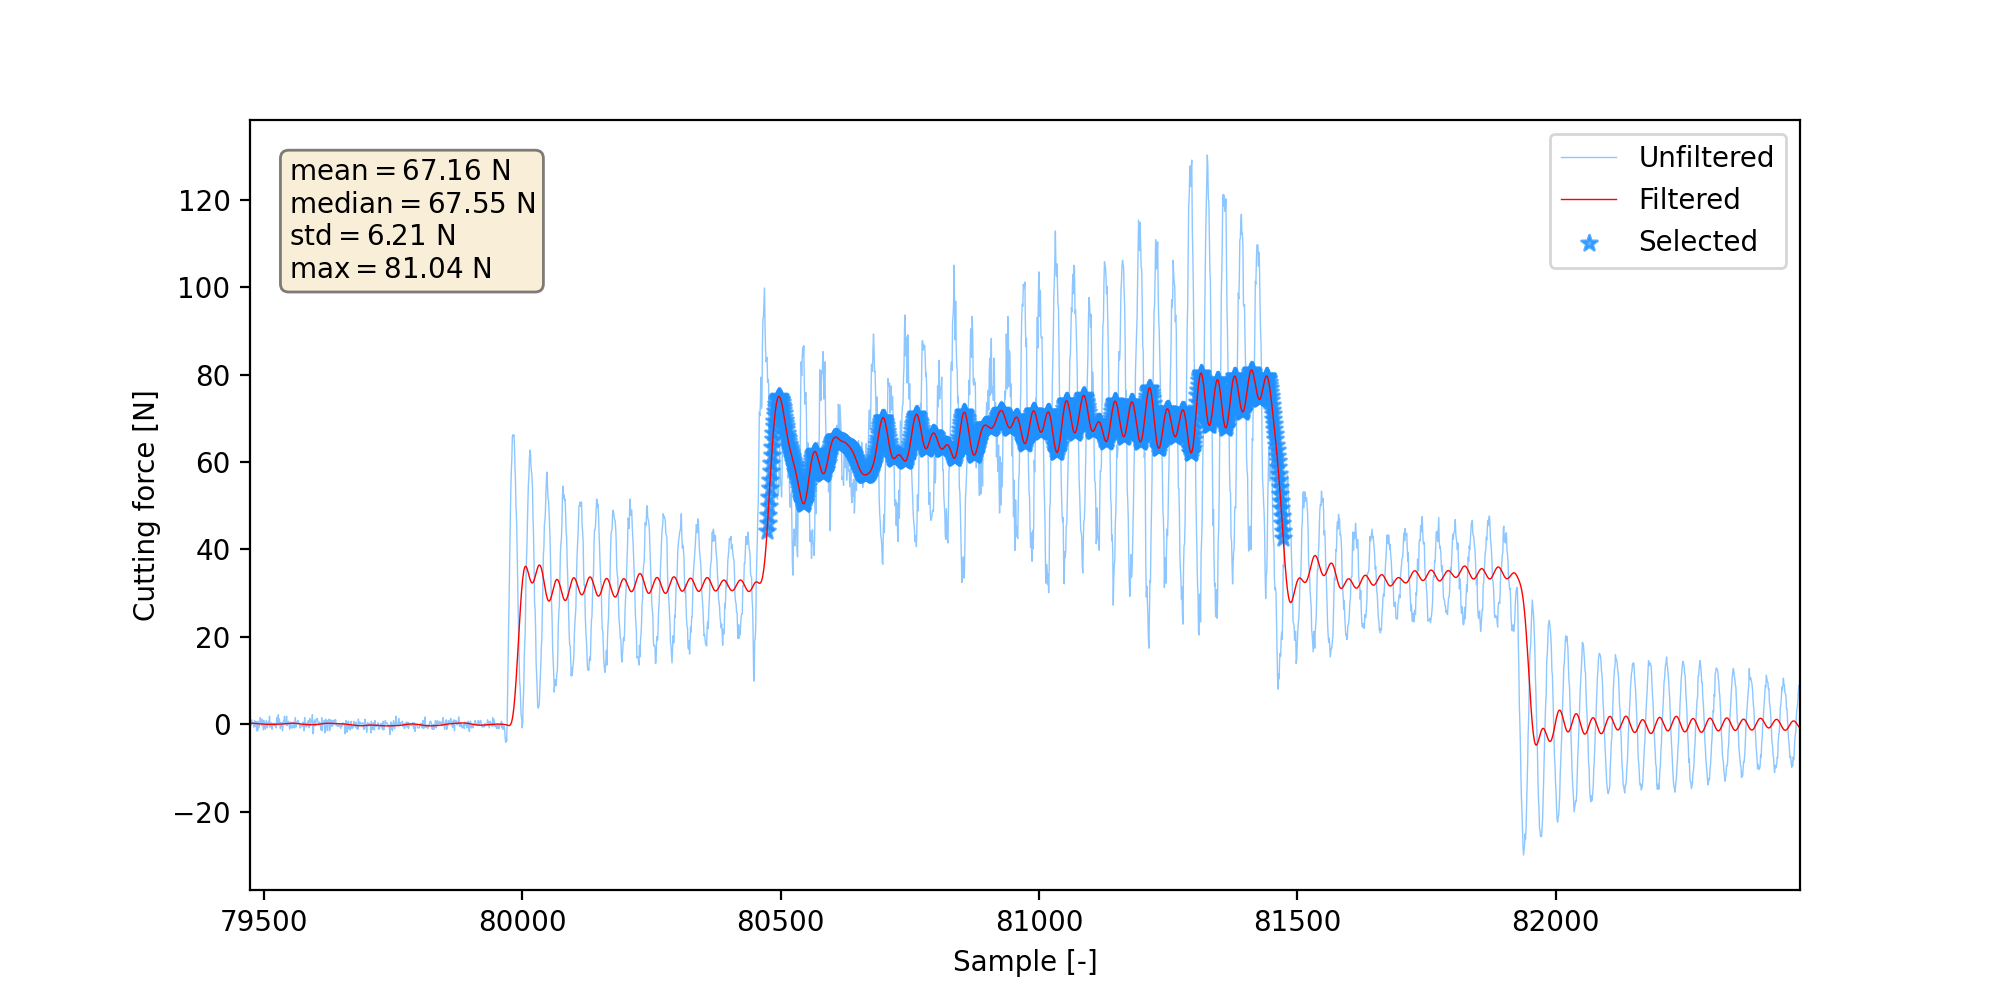 mean = 67.16 N
median = 67.55 N
std = 6.21 N
max = 81.04 N
Unfiltered
Filtered
Selected
Cutting force [N]
120
100
80
60
40
20
0
−20
79500 80000 80500 81000 81500 82000
Sample [-]